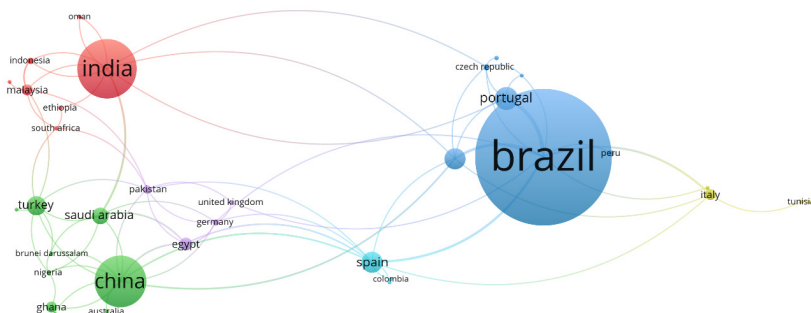 oman
indonesia
india
malaysia
ethiopia
south africa
czech republic
portugal
brazil
peru
pakistan
united kingdom
italy
tunisia
turkey
saudi arabia
germany
egypt
brunei darussalam
spain
nigeria
china
colombia
ghana
australia